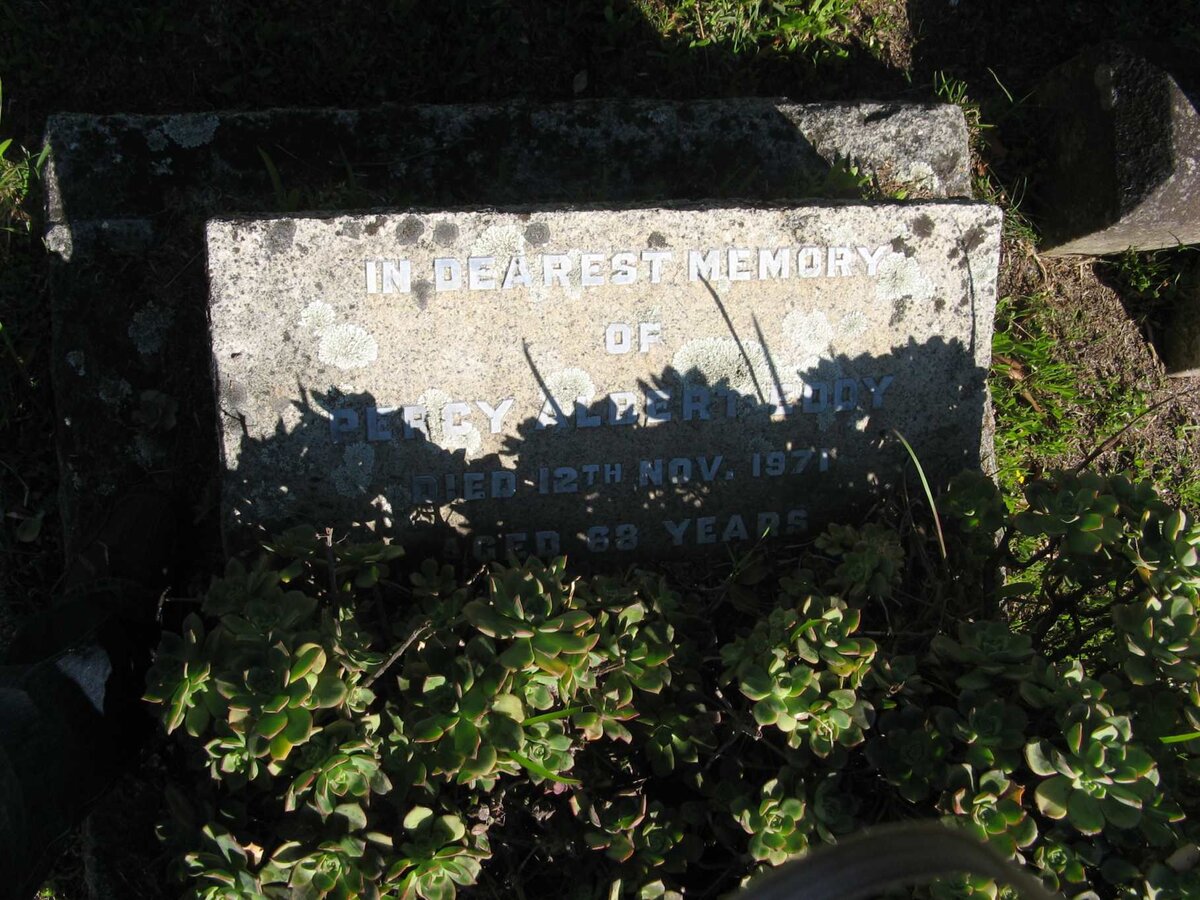 IN DEAREST MEMORY
OF
PERCY ALBERT EDDY
DIED 12TH NOV. 1971
AGED 68 YEARS